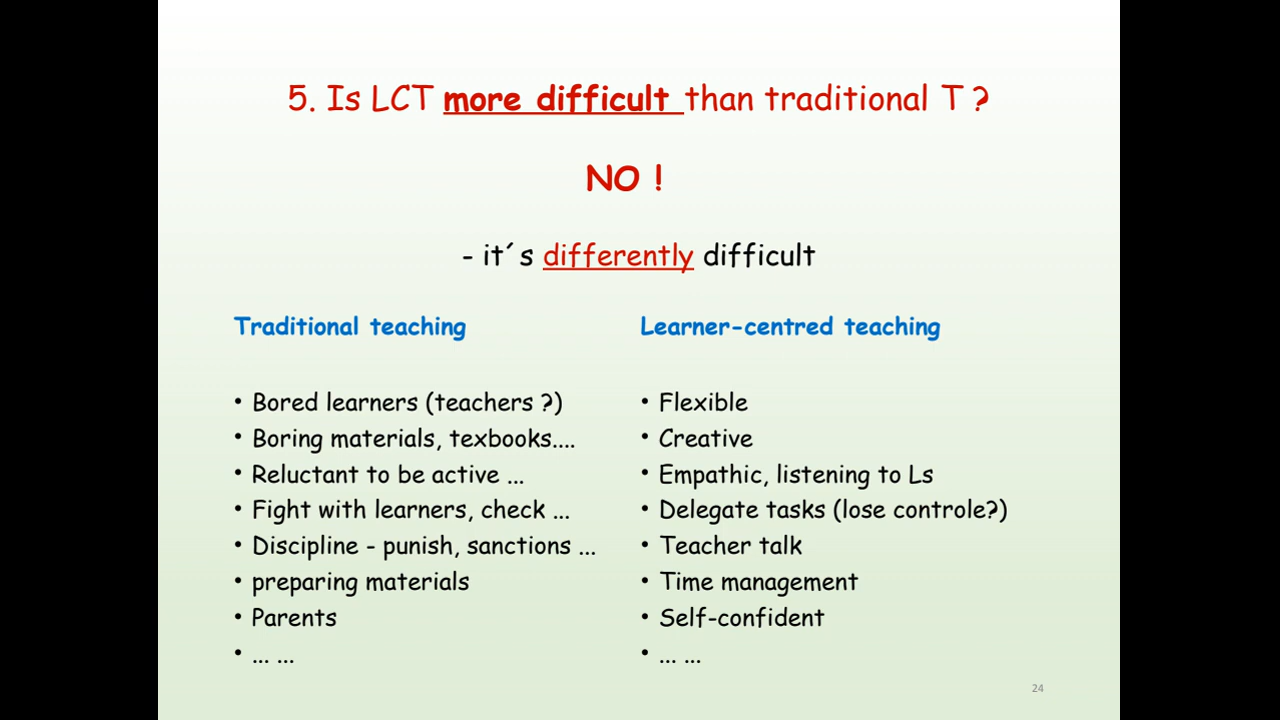 5. Is LCT more difficult than traditional T ?
NO !
- it´s differently difficult
Traditional teaching
• Bored learners (teachers ?)
• Boring materials, texbooks....
• Reluctant to be active ...
• Fight with learners, check ...
• Discipline - punish, sanctions ...
• preparing materials
• Parents
• ... ...
Learner-centred teaching
• Flexible
• Creative
• Empathic, listening to Ls
• Delegate tasks (lose controle?)
• Teacher talk
• Time management
• Self-confident
• ... ...
24